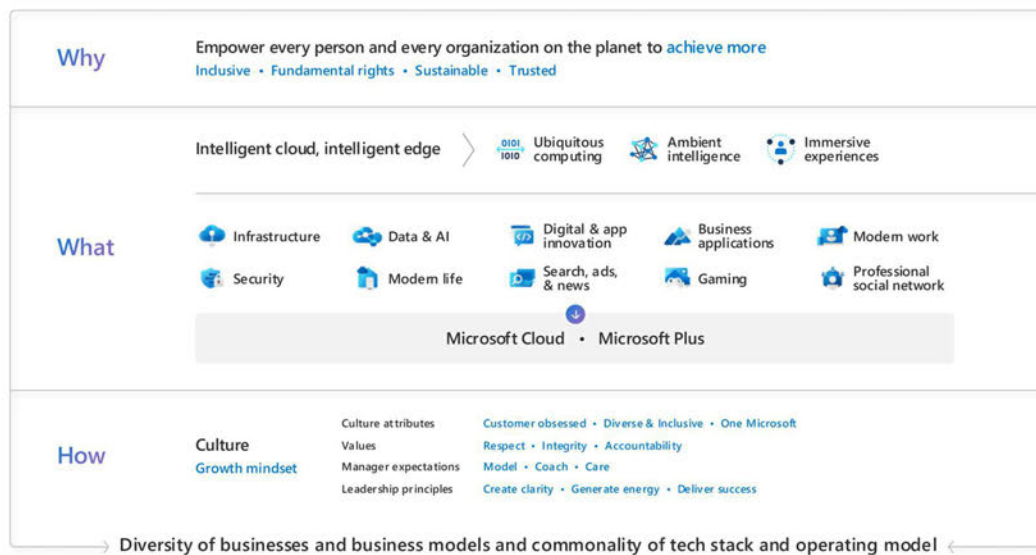 Why
Empower every person and every organization on the planet to achieve more
Inclusive • Fundamental rights • Sustainable • Trusted
What
Intelligent cloud, intelligent edge
0101
1010
Ubiquitous
computing
Ambient
intelligence
Immersive
experiences
Infrastructure
Data & AI
Digital & app
innovation
Business
applications
Modern work
Security
Modern life
Search, ads,
& news
Gaming
Professional
social network
Microsoft Cloud • Microsoft Plus
How
Culture
Growth mindset
Culture attributes
Customer obsessed • Diverse & Inclusive • One Microsoft
Values
Respect • Integrity • Accountability
Manager expectations
Model • Coach • Care
Leadership principles
Create clarity • Generate energy • Deliver success
Diversity of businesses and business models and commonality of tech stack and operating model